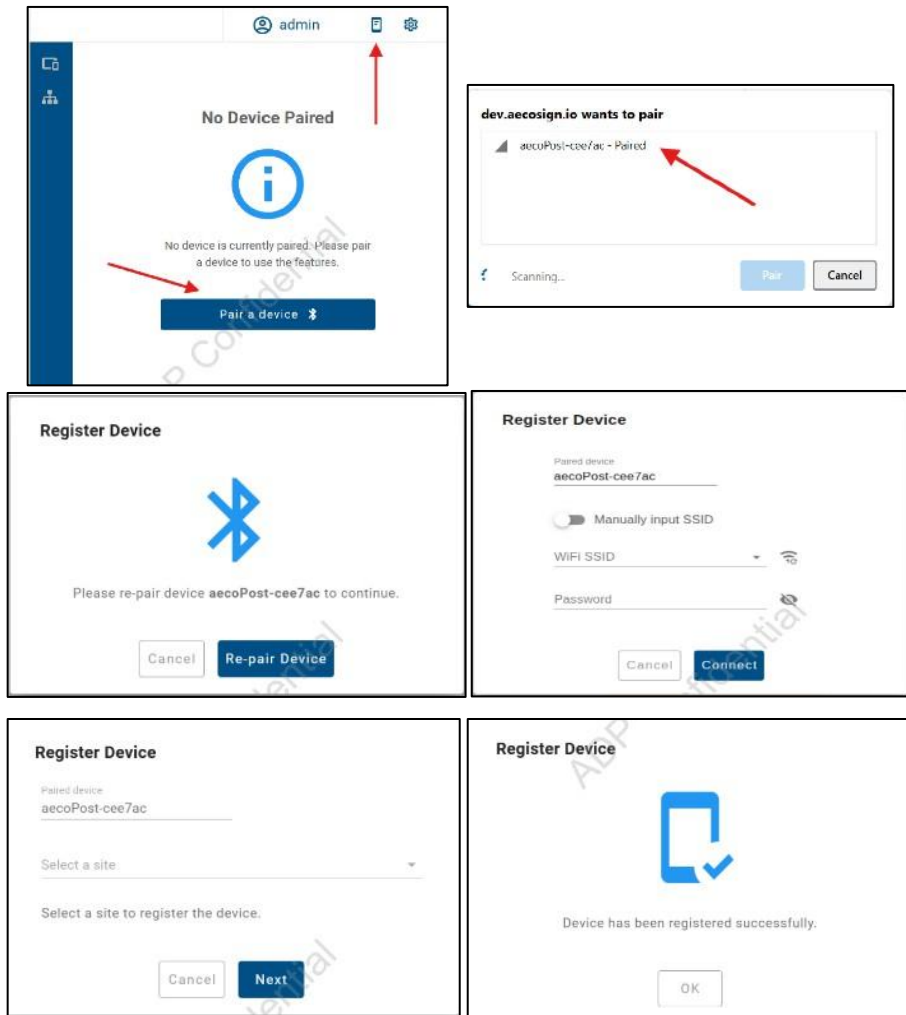 admin
No Device Paired
No device is currently paired. Please pair
a device to use the features.
Pair a device
P Confidential
dev.aecosign.io wants to pair
aecoPost-cee7ac - Paired
Scanning...
Pair
Cancel
Register Device
Please re-pair device aecoPost-cee7ac to continue.
Cancel
Re-pair Device
dential
Register Device
Paired device
aecoPost-cee7ac
Manually input SSID
WiFi SSID
Password
Cancel
Connect
Register Device
Paired device
aecoPost-cee7ac
Select a site
Select a site to register the device.
Cancel
Next
dential
Register Device
ADP
Device has been registered successfully.
OK